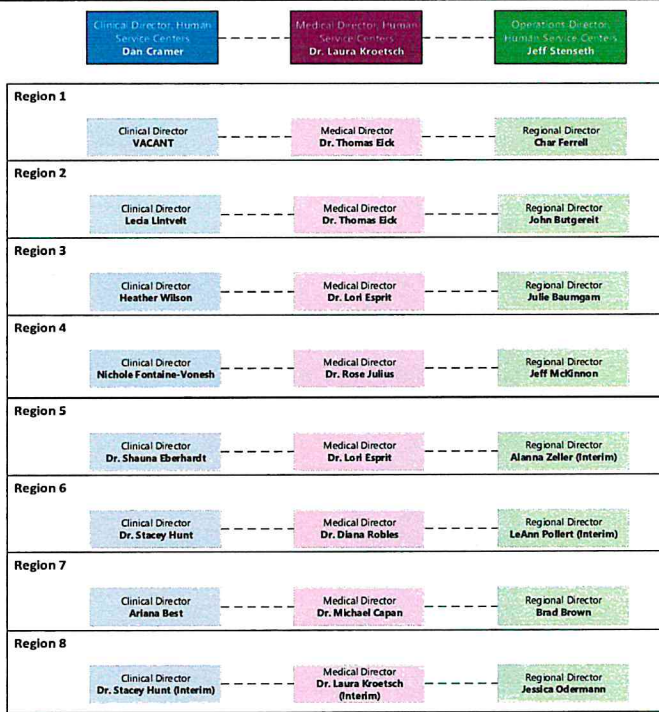 Clinical Director, Human
Service Centers
Dan Cramer
Medical Director, Human
Service Centers
Dr. Laura Kroetsch
Operations Director,
Human Service Centers
Jeff Stenseth
Region 1
Clinical Director
VACANT
Medical Director
Dr. Thomas Eick
Regional Director
Char Ferrell
Region 2
Clinical Director
Lecia Lintvelt
Medical Director
Dr. Thomas Eick
Regional Director
John Butgereit
Region 3
Clinical Director
Heather Wilson
Medical Director
Dr. Lori Esprit
Regional Director
Julie Baumgam
Region 4
Clinical Director
Nichole Fontaine-Vonesh
Medical Director
Dr. Rose Julius
Regional Director
Jeff McKinnon
Region 5
Clinical Director
Dr. Shauna Eberhardt
Medical Director
Dr. Lori Esprit
Regional Director
Alanna Zeller (Interim)
Region 6
Clinical Director
Dr. Stacey Hunt
Medical Director
Dr. Diana Robles
Regional Director
LeAnn Pollert (Interim)
Region 7
Clinical Director
Ariana Best
Medical Director
Dr. Michael Capan
Regional Director
Brad Brown
Region 8
Clinical Director
Dr. Stacey Hunt (Interim)
Medical Director
Dr. Laura Kroetsch
(Interim)
Regional Director
Jessica Odermann